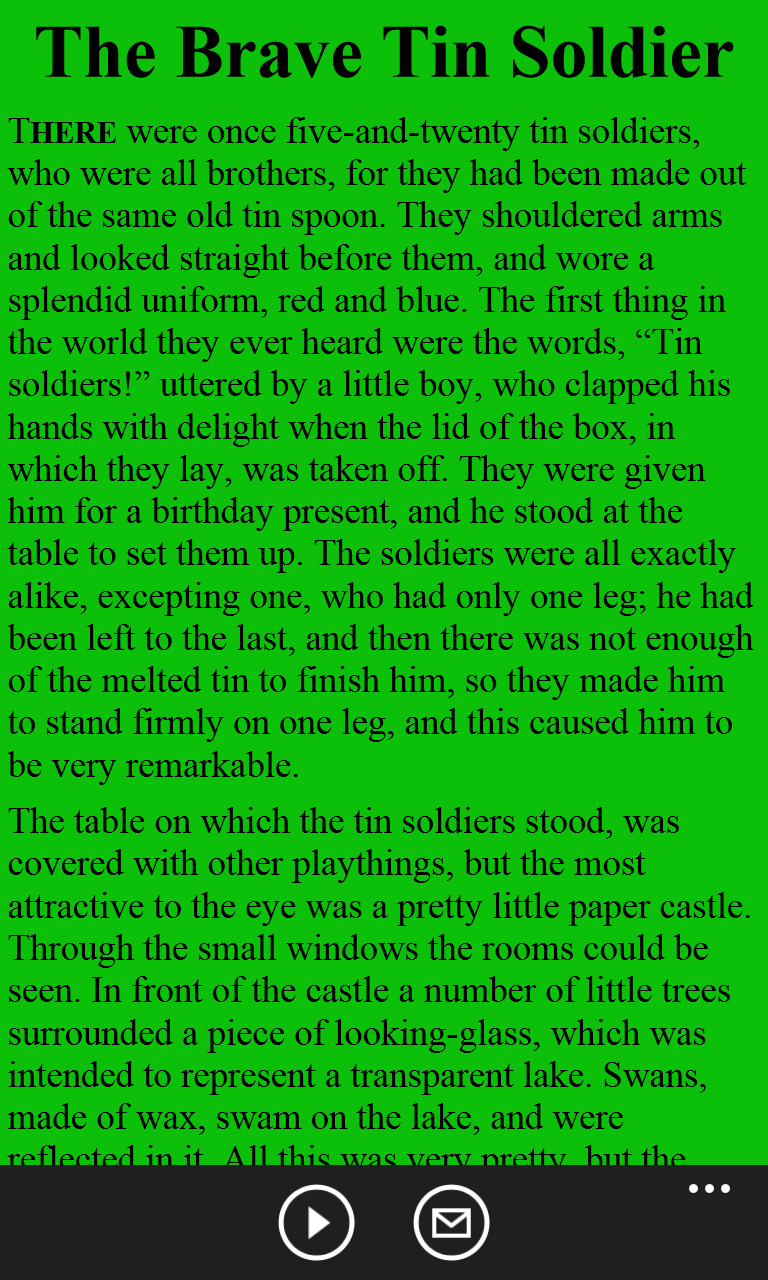 The Brave Tin Soldier
THERE were once five-and-twenty tin soldiers,
who were all brothers, for they had been made out
of the same old tin spoon. They shouldered arms
and looked straight before them, and wore a
splendid uniform, red and blue. The first thing in
the world they ever heard were the words, “Tin
soldiers!” uttered by a little boy, who clapped his
hands with delight when the lid of the box, in
which they lay, was taken off. They were given
him for a birthday present, and he stood at the
table to set them up. The soldiers were all exactly
alike, excepting one, who had only one leg; he had
been left to the last, and then there was not enough
of the melted tin to finish him, so they made him
to stand firmly on one leg, and this caused him to
be very remarkable.
The table on which the tin soldiers stood, was
covered with other playthings, but the most
attractive to the eye was a pretty little paper castle.
Through the small windows the rooms could be
seen. In front of the castle a number of little trees
surrounded a piece of looking-glass, which was
intended to represent a transparent lake. Swans,
made of wax, swam on the lake, and were
reflected in it. All this was very pretty, but the